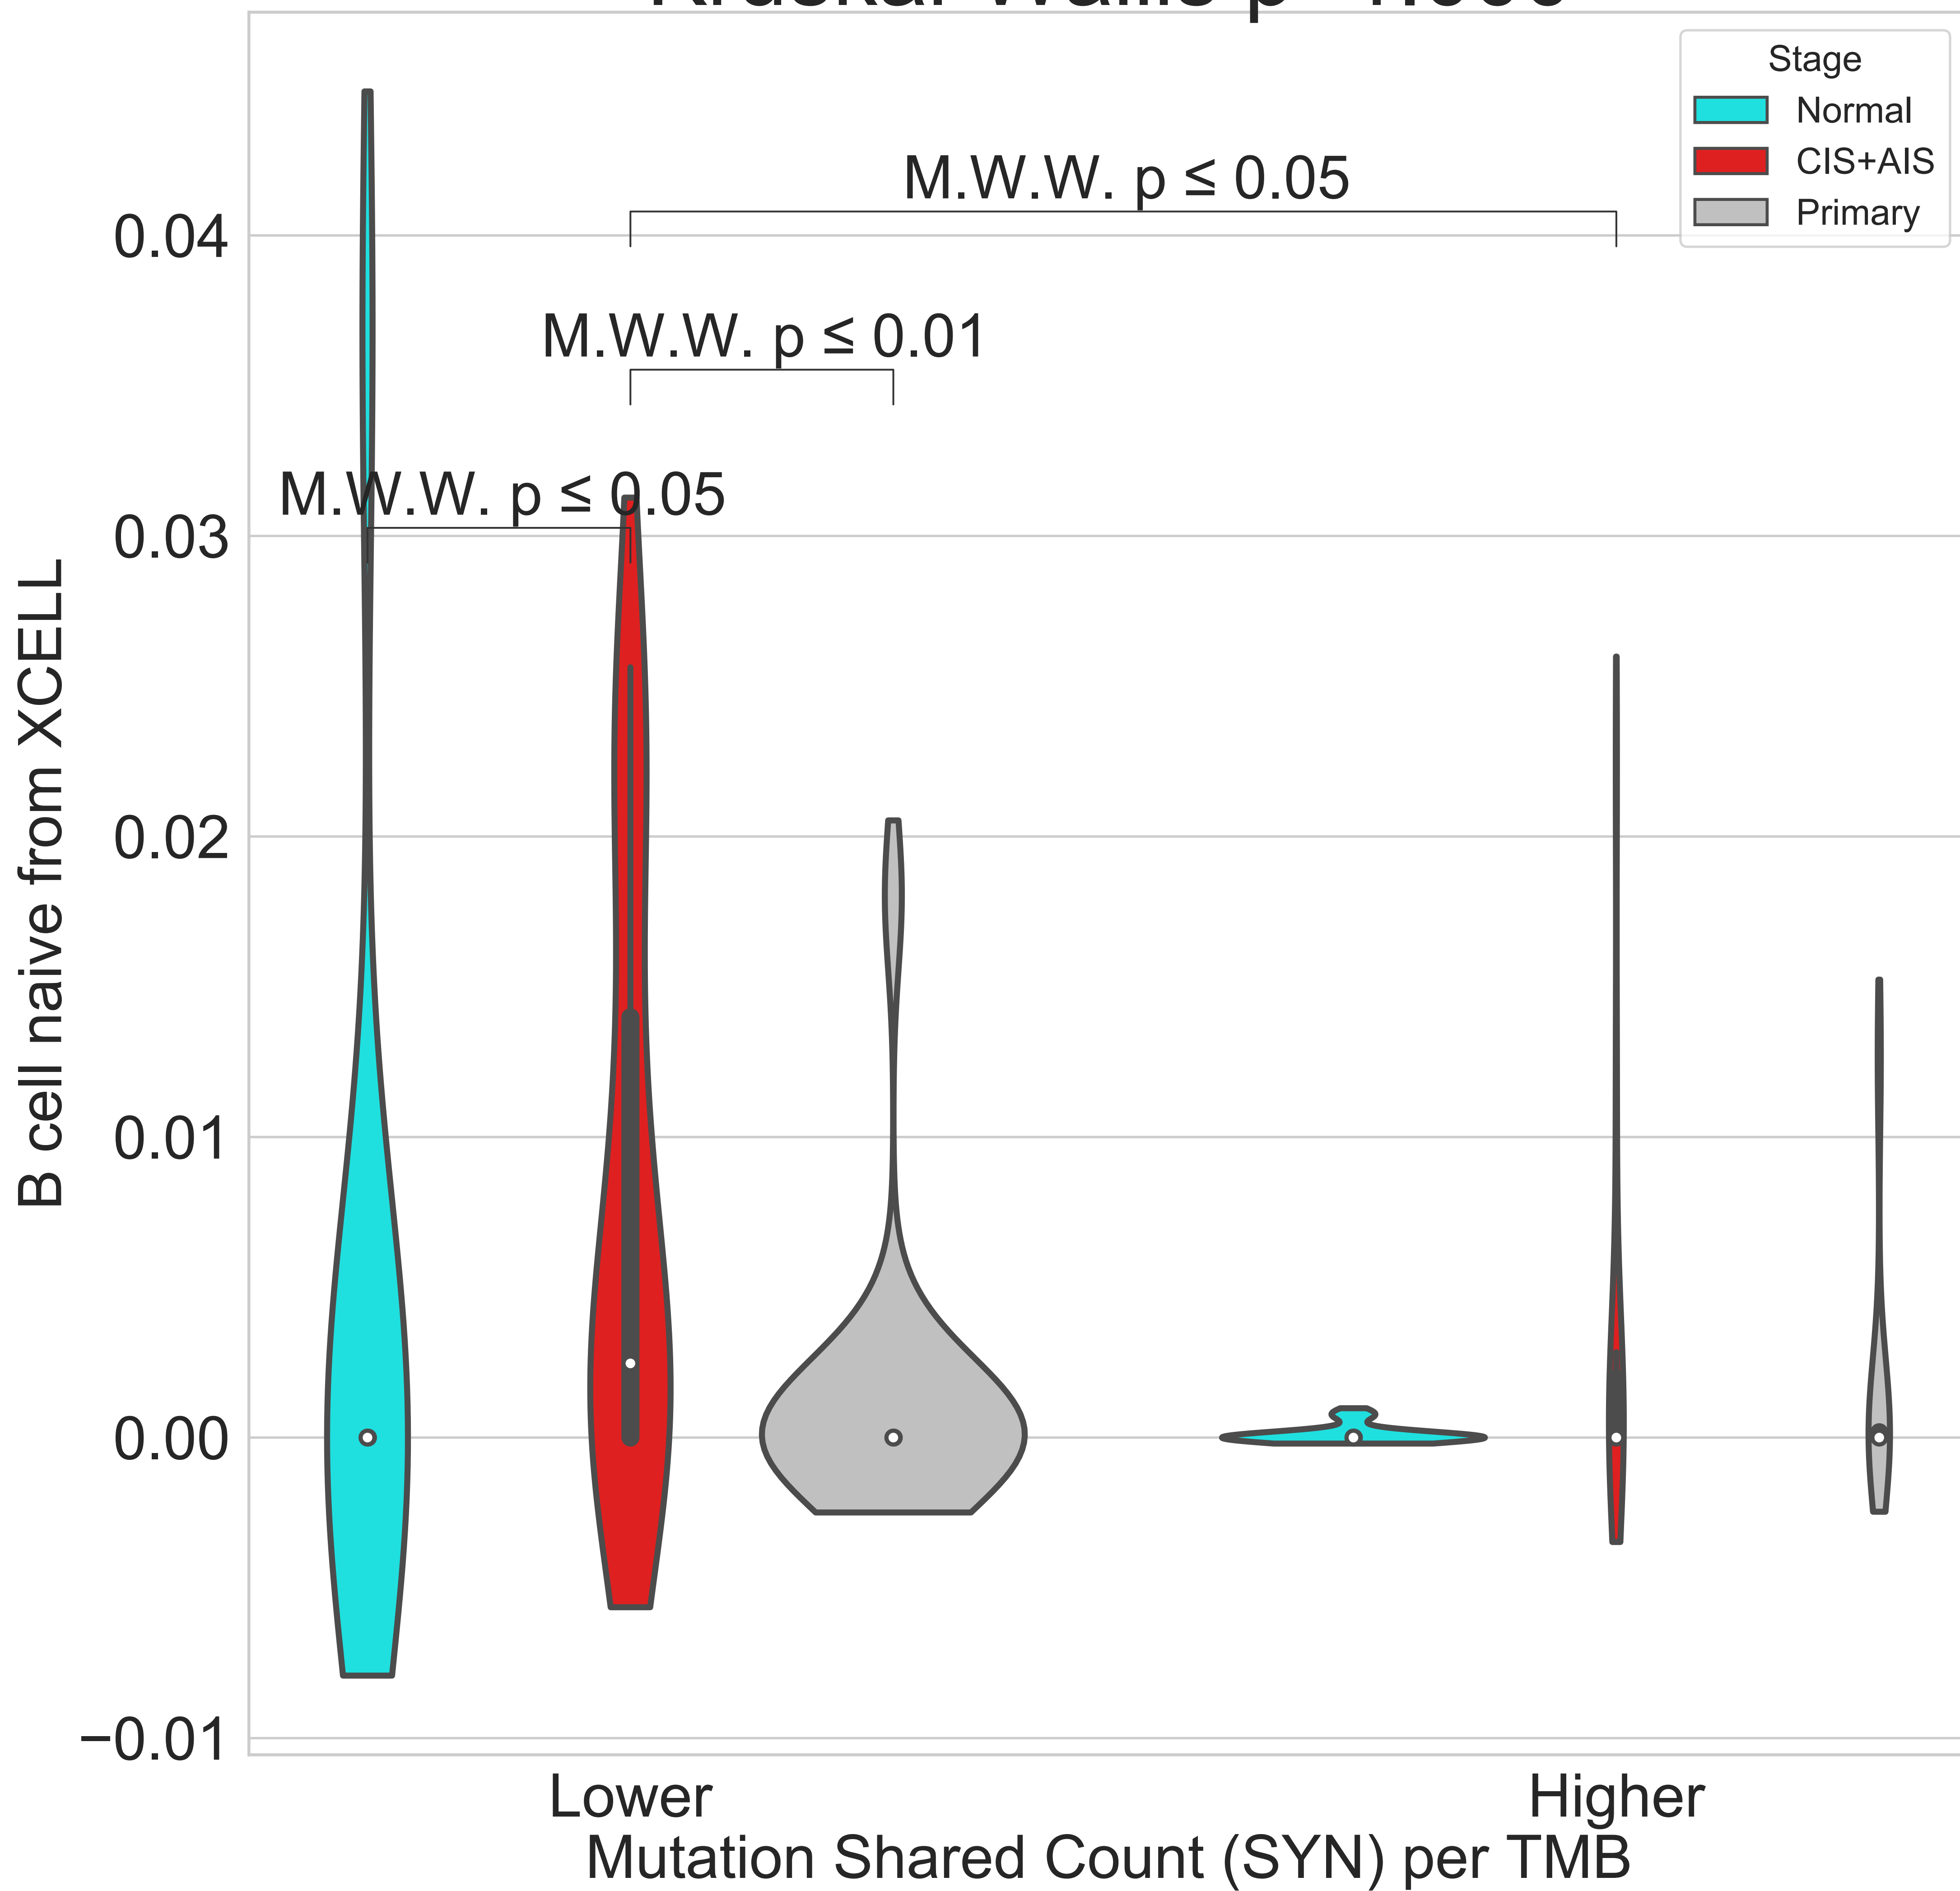 Stage
Normal
CIS+AIS
Primary
M.W.W. p ≤ 0.05
M.W.W. p ≤ 0.01
M.W.W. p ≤ 0.05
0.04
0.03
0.02
0.01
0.00
−0.01
B cell naive from XCELL
Lower
Higher
Mutation Shared Count (SYN) per TMB